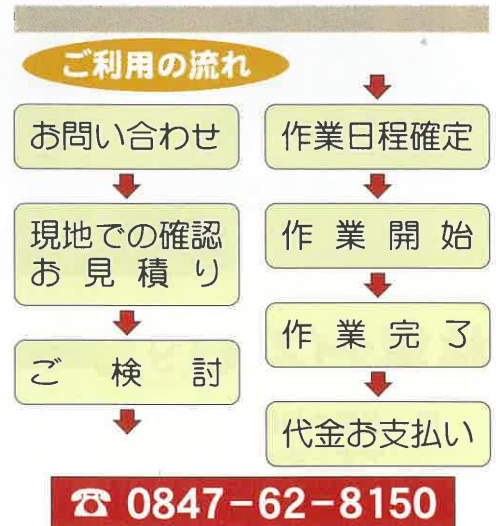 ご利用の流れ
お問い合わせ
現地での確認
お見積り
ご検討
作業日程確定
作業開始
作業完了
代金お支払い
☎ 0847-62-8150